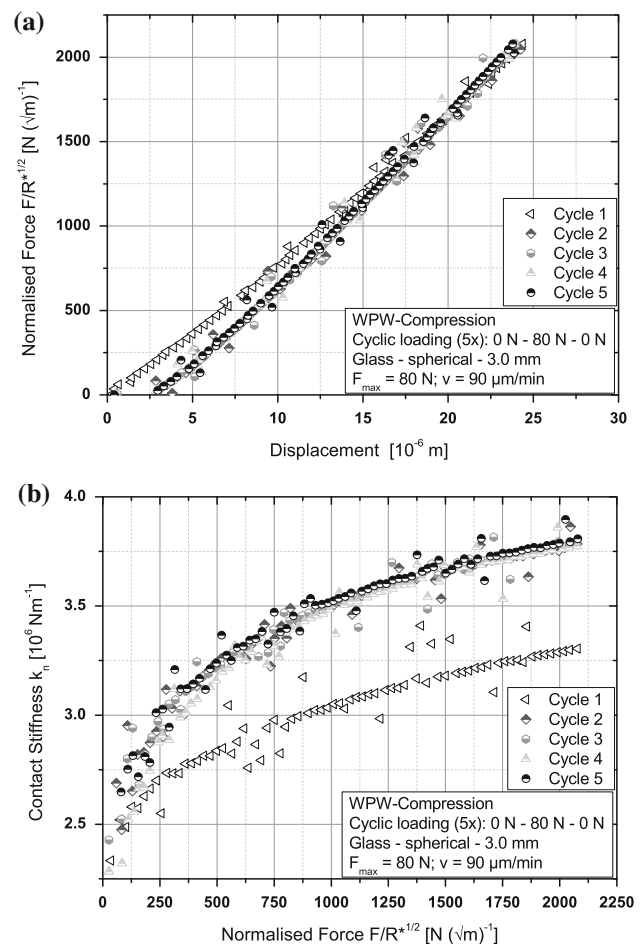 (a)
2000
1500
1000
500
0
Normalised Force F/R*^1/2 [N (√m)^-1]
Cycle 1
Cycle 2
Cycle 3
Cycle 4
Cycle 5
WPW-Compression
Cyclic loading (5x): 0 N - 80 N - 0 N
Glass - spherical - 3.0 mm
F_max = 80 N; v = 90 µm/min
0 5 10 15 20 25 30
Displacement [10^-6 m]
(b)
4.0
3.5
3.0
2.5
Contact Stiffness k_n [10^6 Nm^-1]
Cycle 1
Cycle 2
Cycle 3
Cycle 4
Cycle 5
WPW-Compression
Cyclic loading (5x): 0 N - 80 N - 0 N
Glass - spherical - 3.0 mm
F_max = 80 N; v = 90 µm/min
0 250 500 750 1000 1250 1500 1750 2000 2250
Normalised Force F/R*^1/2 [N (√m)^-1]